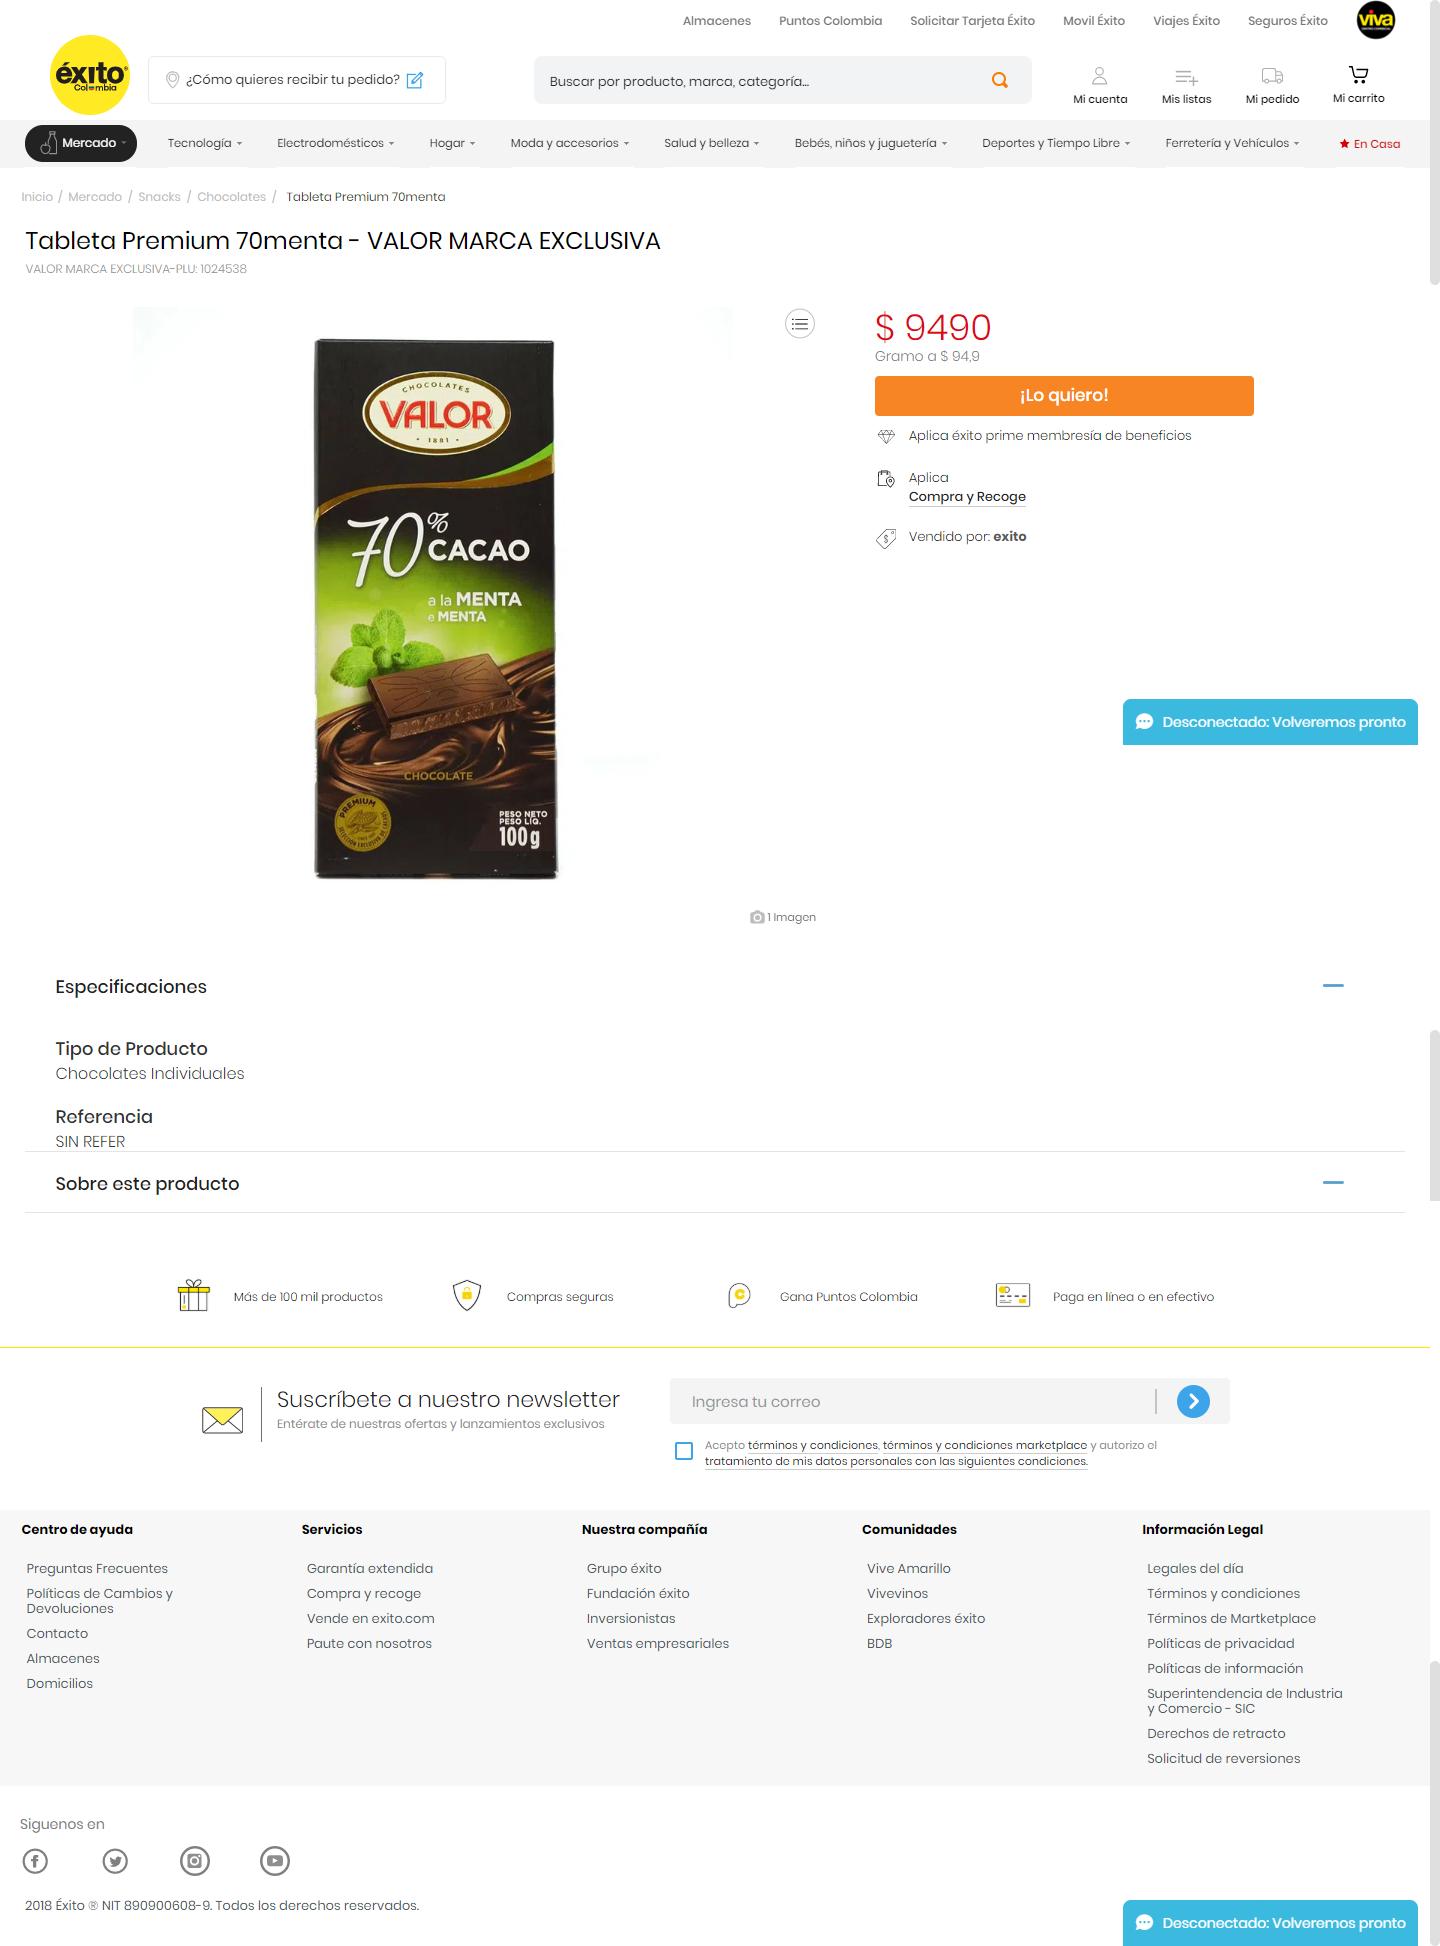 Almacenes Puntos Colombia Solicitar Tarjeta Éxito Movil Éxito Viajes Éxito Seguros Éxito viva
éxito
Colombia
¿Cómo quieres recibir tu pedido?
Buscar por producto, marca, categoría...
Mi cuenta Mis listas Mi pedido Mi carrito
Mercado Tecnología Electrodomésticos Hogar Moda y accesorios Salud y belleza Bebés, niños y juguetería Deportes y Tiempo Libre Ferretería y Vehículos En Casa
Inicio / Mercado / Snacks / Chocolates / Tableta Premium 70menta
Tableta Premium 70menta - VALOR MARCA EXCLUSIVA
VALOR MARCA EXCLUSIVA-PLU: 1024538
CHOCOLATES
VALOR
· 1881 ·
70% CACAO
a la MENTA
e MENTA
CHOCOLATE
PREMIUM
PESO NETO
PESO LIQ.
100g
1 Imagen
$ 9490
Gramo a $ 94,9
¡Lo quiero!
Aplica éxito prime membresía de beneficios
Aplica
Compra y Recoge
Vendido por: exito
Desconectado: Volveremos pronto
Especificaciones
Tipo de Producto
Chocolates Individuales
Referencia
SIN REFER
Sobre este producto
Más de 100 mil productos Compras seguras Gana Puntos Colombia Paga en línea o en efectivo
Suscríbete a nuestro newsletter
Entérate de nuestras ofertas y lanzamientos exclusivos
Ingresa tu correo
Acepto términos y condiciones, términos y condiciones marketplace y autorizo el
tratamiento de mis datos personales con las siguientes condiciones.
Centro de ayuda
Preguntas Frecuentes
Políticas de Cambios y
Devoluciones
Contacto
Almacenes
Domicilios
Servicios
Garantía extendida
Compra y recoge
Vende en exito.com
Paute con nosotros
Nuestra compañía
Grupo éxito
Fundación éxito
Inversionistas
Ventas empresariales
Comunidades
Vive Amarillo
Vivevinos
Exploradores éxito
BDB
Información Legal
Legales del día
Términos y condiciones
Términos de Martketplace
Políticas de privacidad
Políticas de información
Superintendencia de Industria
y Comercio - SIC
Derechos de retracto
Solicitud de reversiones
Siguenos en
2018 Éxito ® NIT 890900608-9. Todos los derechos reservados.
Desconectado: Volveremos pronto